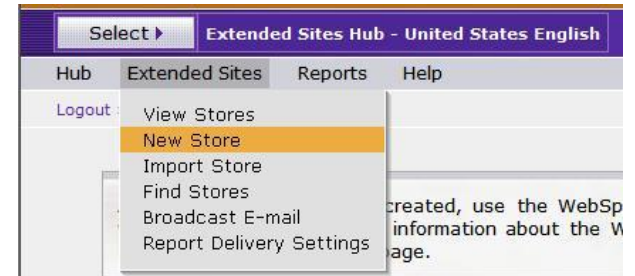 Select Extended Sites Hub - United States English
Hub Extended Sites Reports Help
Logout
View Stores
New Store
Import Store
Find Stores
Broadcast E-mail
Report Delivery Settings
created, use the WebSp
information about the W
age.